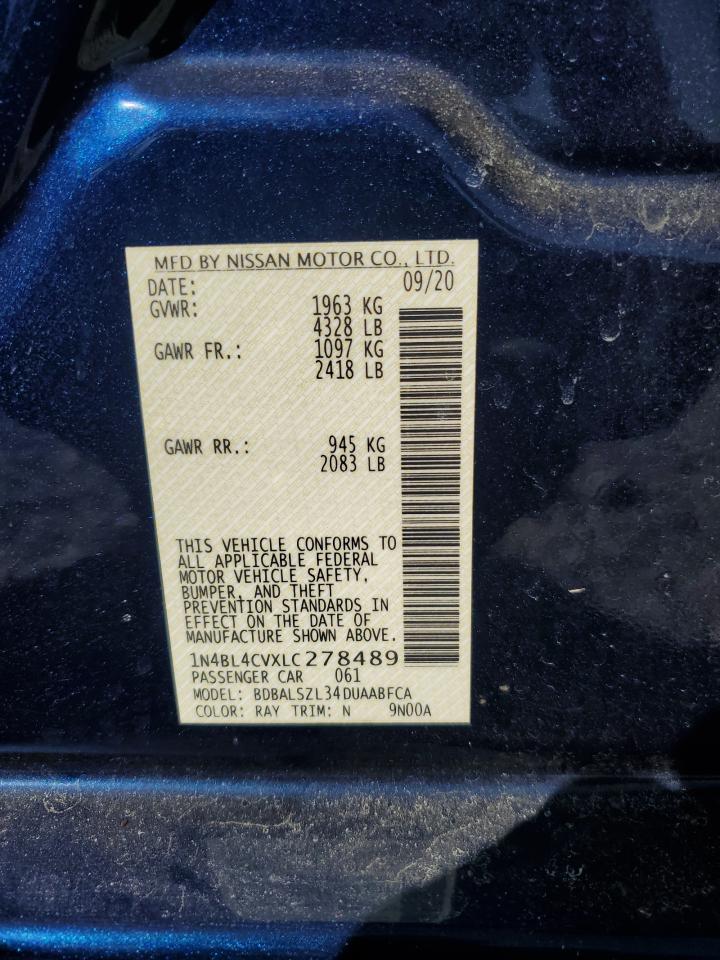 MFD BY NISSAN MOTOR CO., LTD.
DATE: 09/20
GVWR: 1963 KG
4328 LB
GAWR FR.: 1097 KG
2418 LB
GAWR RR.: 945 KG
2083 LB
THIS VEHICLE CONFORMS TO
ALL APPLICABLE FEDERAL
MOTOR VEHICLE SAFETY,
BUMPER, AND THEFT
PREVENTION STANDARDS IN
EFFECT ON THE DATE OF
MANUFACTURE SHOWN ABOVE.
1N4BL4CVXLC278489
PASSENGER CAR 061
MODEL: BDBALSZL34DUAABFCA
COLOR: RAY TRIM: N 9N00A